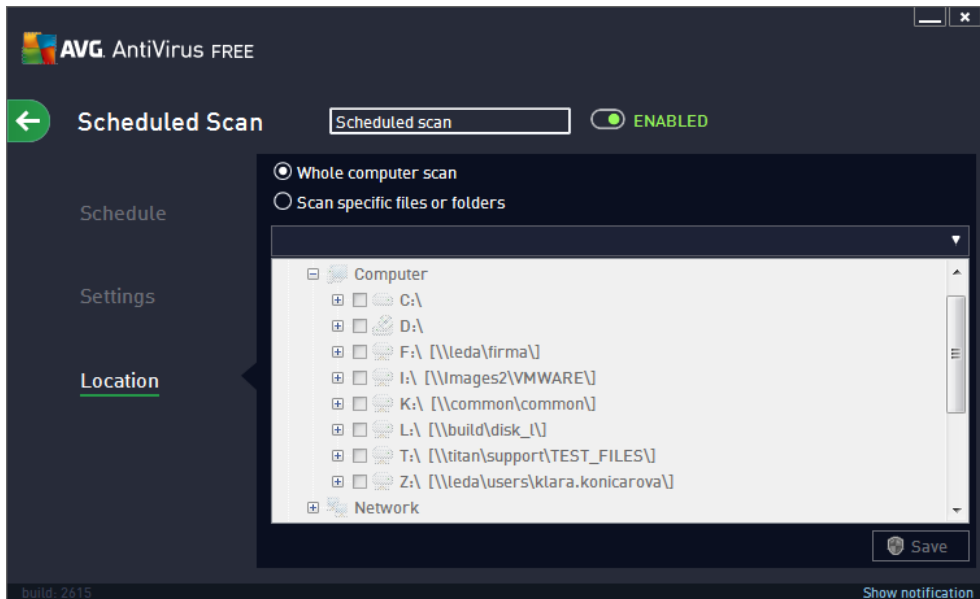 AVG. AntiVirus FREE
Scheduled Scan
Scheduled scan
ENABLED
Whole computer scan
Scan specific files or folders
Schedule
Settings
Location
Computer
C:\
D:\
F:\ [\\leda\firma\]
I:\ [\\Images2\VMWARE\]
K:\ [\\common\common\]
L:\ [\\build\disk_l\]
T:\ [\\titan\support\TEST_FILES\]
Z:\ [\\leda\users\klara.konicarova\]
Network
Save
build: 2615
Show notification